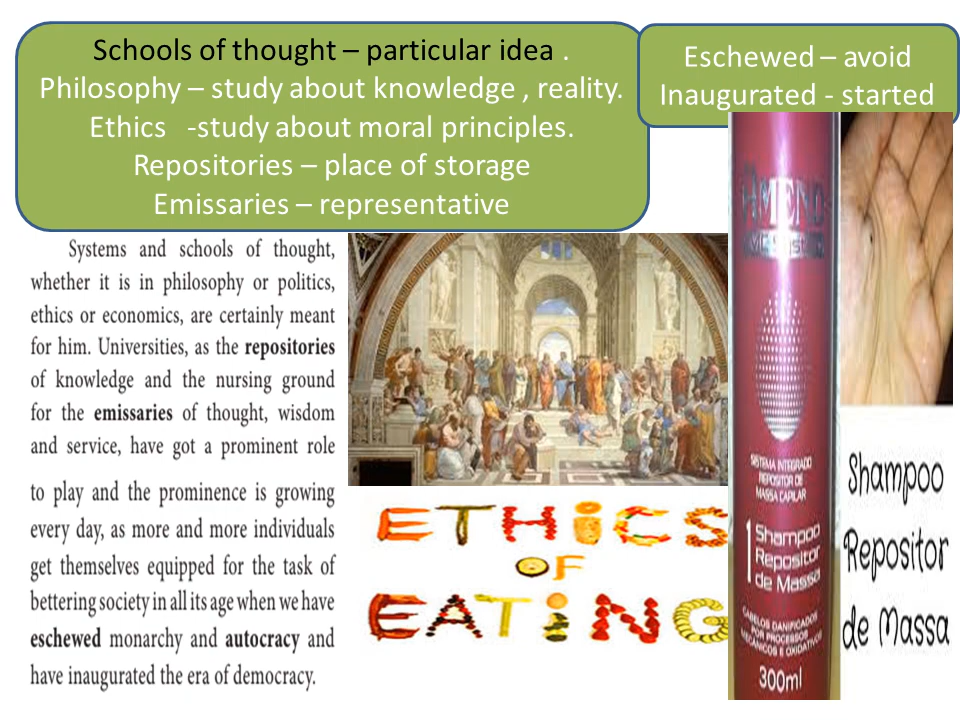 Schools of thought – particular idea .
Philosophy – study about knowledge , reality.
Ethics -study about moral principles.
Repositories – place of storage
Emissaries – representative
Eschewed – avoid
Inaugurated - started
Systems and schools of thought,
whether it is in philosophy or politics,
ethics or economics, are certainly meant
for him. Universities, as the repositories
of knowledge and the nursing ground
for the emissaries of thought, wisdom
and service, have got a prominent role
to play and the prominence is growing
every day, as more and more individuals
get themselves equipped for the task of
bettering society in all its age when we have
eschewed monarchy and autocracy and
have inaugurated the era of democracy.
ETHICS
OF
EATING
AMEND
SISTEMA INTEGRADO
REPOSITOR DE
MASSA CAPILAR
1 Shampoo
Repositor
de Massa
CABELOS DANIFICADOS
POR PROCESSOS
MECÂNICOS E OXIDATIVOS
300ml
Shampoo
Repositor
de Massa